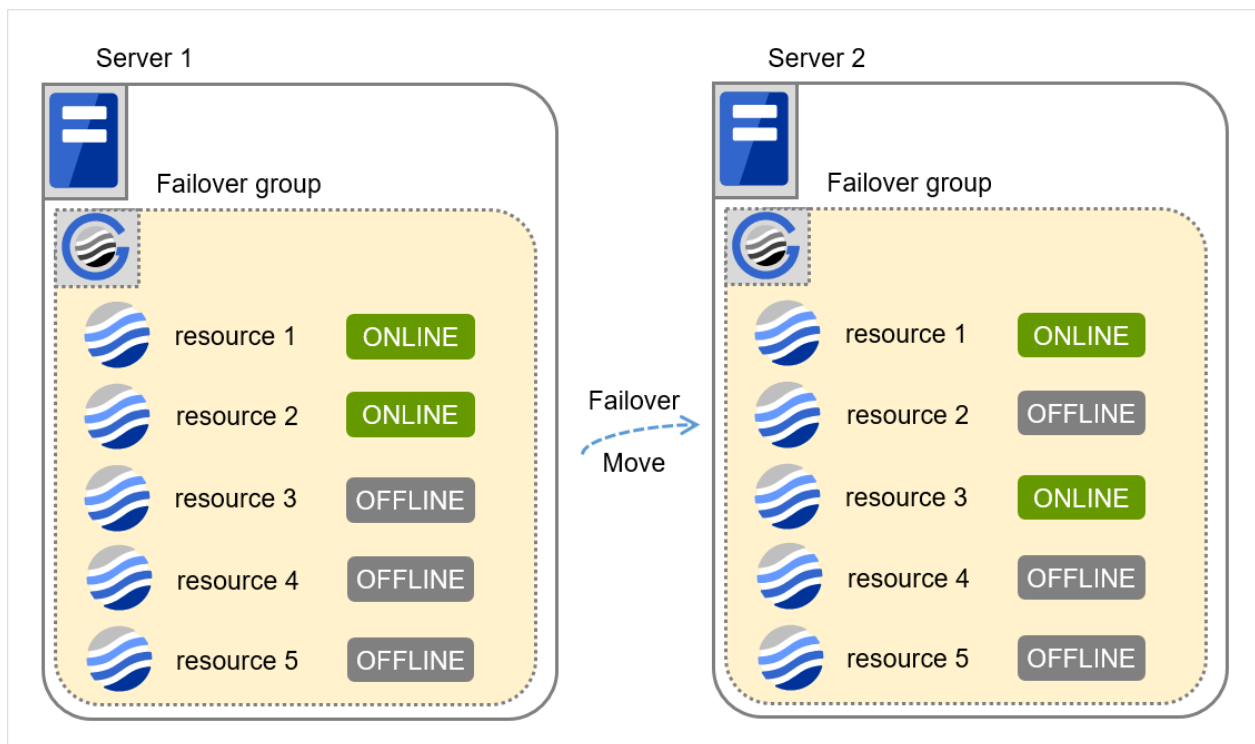 Server 1
Failover group
resource 1 ONLINE
resource 2 ONLINE
resource 3 OFFLINE
resource 4 OFFLINE
resource 5 OFFLINE
Failover
Move
Server 2
Failover group
resource 1 ONLINE
resource 2 OFFLINE
resource 3 ONLINE
resource 4 OFFLINE
resource 5 OFFLINE